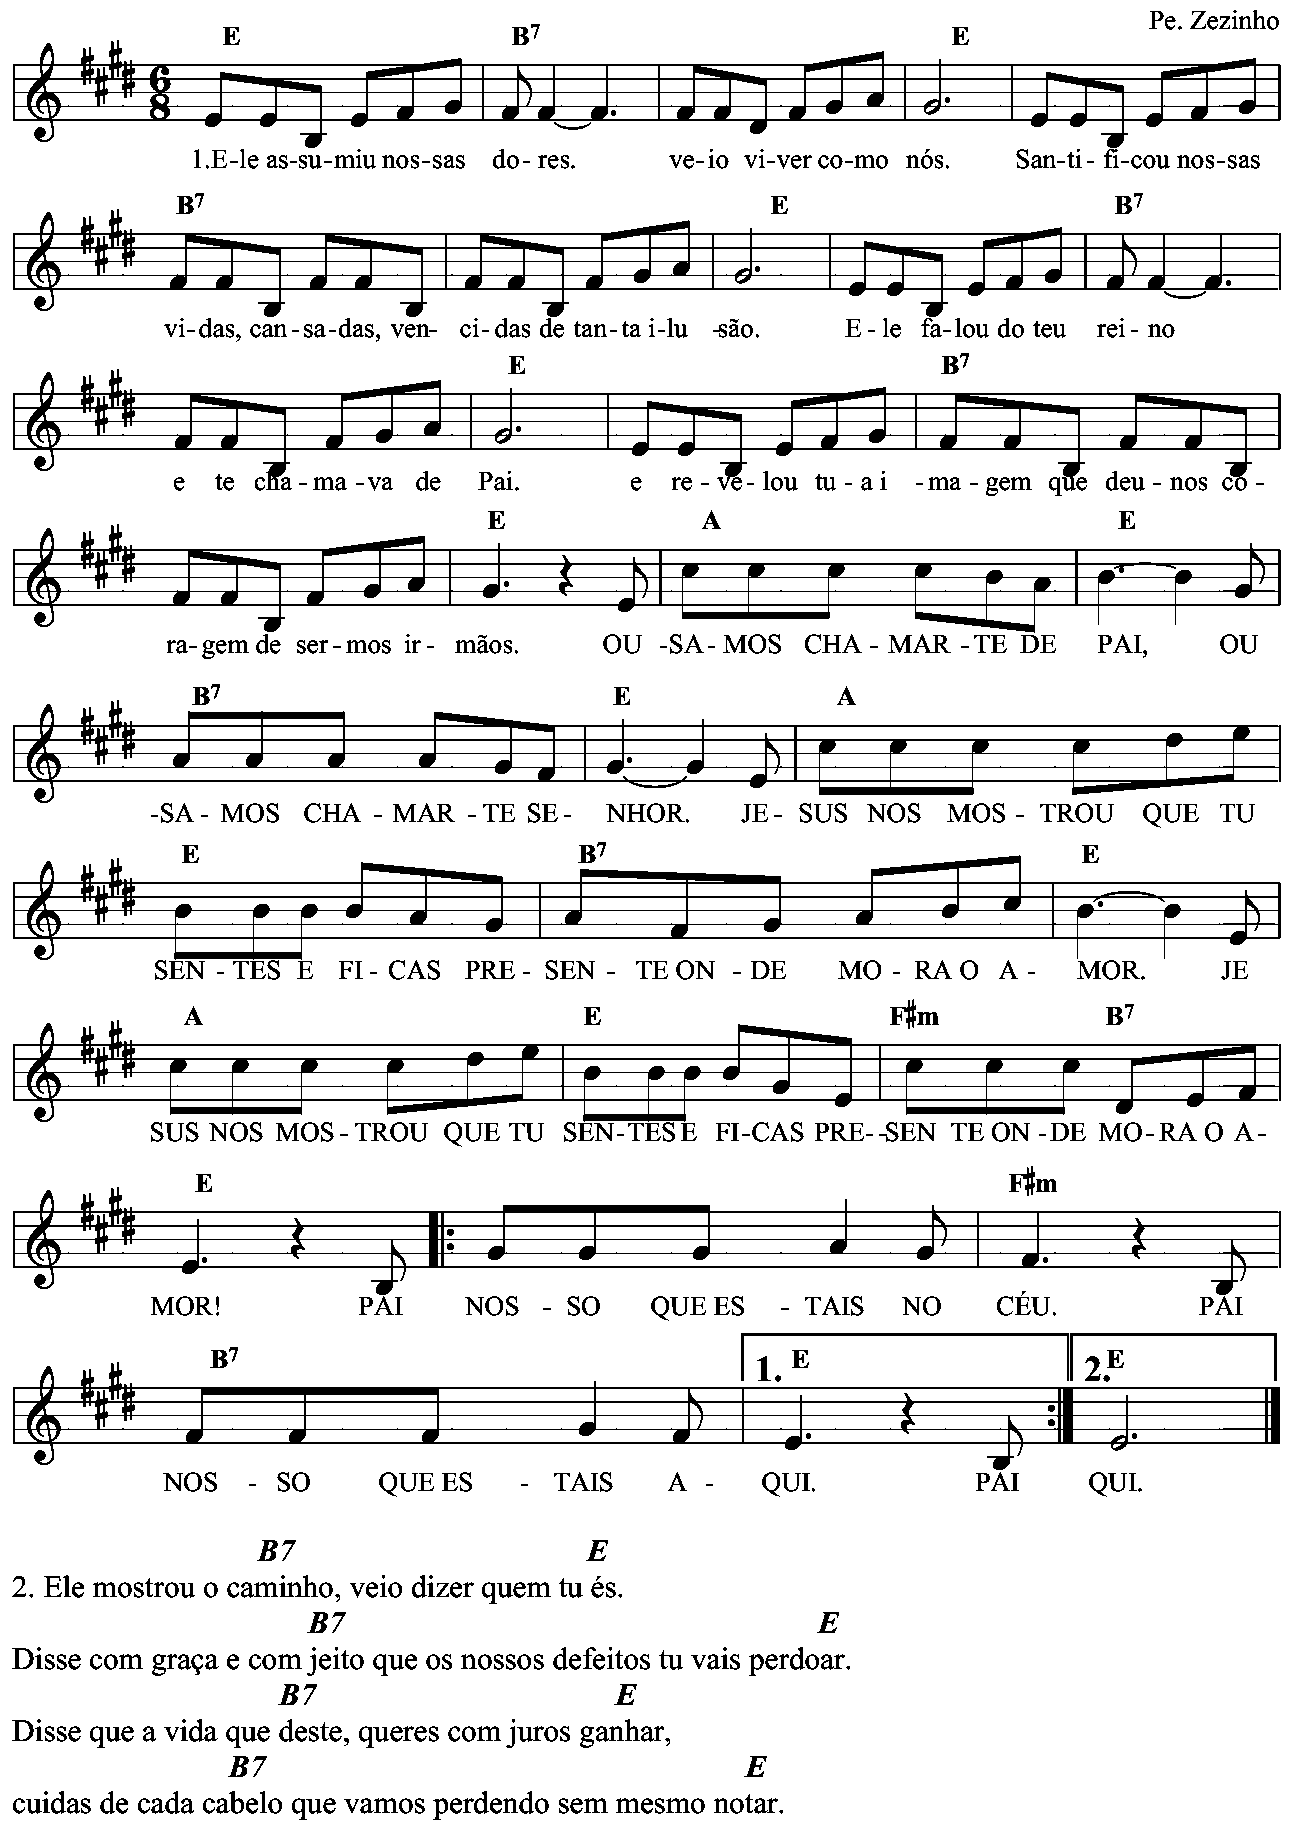 Pe. Zezinho
E B7 E
6
8
1.E-le as-su-miu nos-sas do-res. ve-io vi-ver co-mo nós. San-ti-fi-cou nos-sas
B7 E B7
vi-das, can-sa-das, ven- ci-das de tan-ta i-lu -são. E-le fa-lou do teu rei-no
E B7
e te cha-ma-va de Pai. e re-ve-lou tu-a i -ma-gem que deu-nos co-
E A E
ra-gem de ser-mos ir- mãos. OU -SA-MOS CHA-MAR-TE DE PAI, OU
B7 E A
-SA-MOS CHA-MAR-TE SE- NHOR. JE-SUS NOS MOS-TROU QUE TU
E B7 E
SEN-TES E FI-CAS PRE-SEN-TE ON-DE MO-RA O A-MOR. JE
A E F#m B7
SUS NOS MOS-TROU QUE TU SEN-TES E FI-CAS PRE--SEN TE ON-DE MO-RA O A-
E F#m
MOR! PAI NOS-SO QUE ES-TAIS NO CÉU. PAI
B7 1. E 2. E
NOS-SO QUE ES-TAIS A-QUI. PAI QUI.
B7 E
2. Ele mostrou o caminho, veio dizer quem tu és.
B7 E
Disse com graça e com jeito que os nossos defeitos tu vais perdoar.
B7 E
Disse que a vida que deste, queres com juros ganhar,
B7 E
cuidas de cada cabelo que vamos perdendo sem mesmo notar.